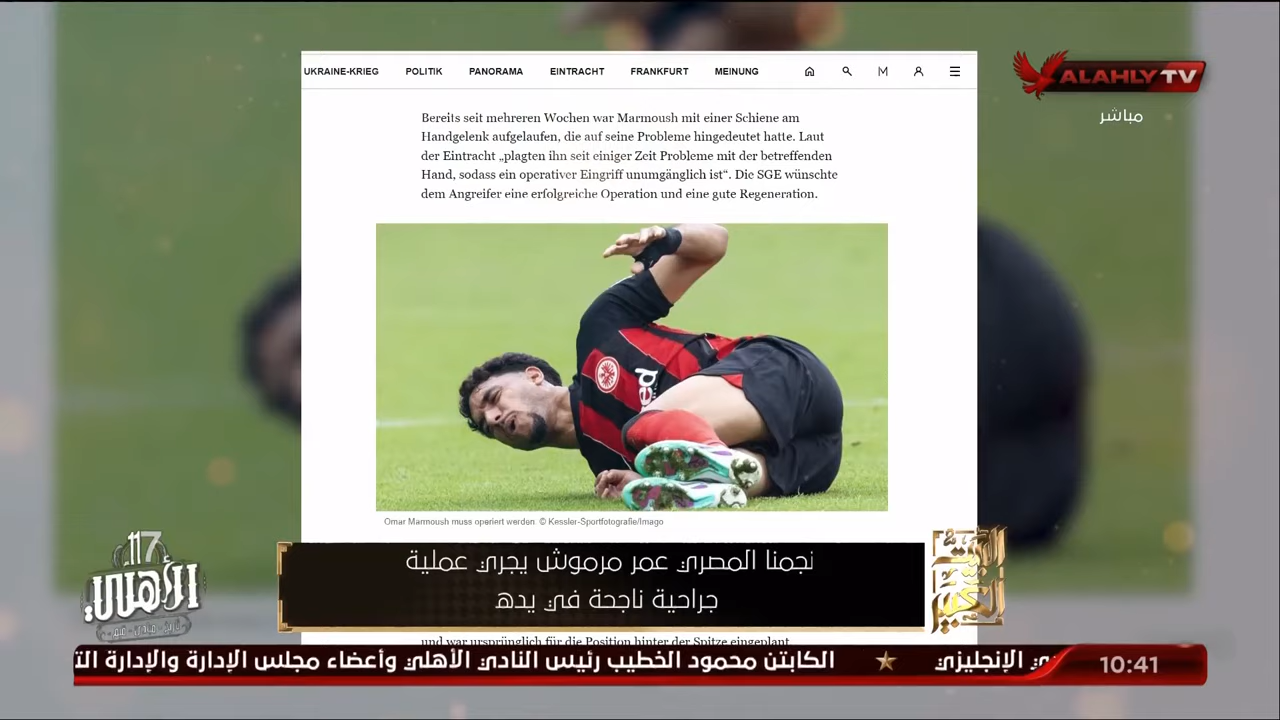 UKRAINE-KRIEG POLITIK PANORAMA EINTRACHT FRANKFURT MEINUNG
ALAHLY TV
مباشر
Bereits seit mehreren Wochen war Marmoush mit einer Schiene am
Handgelenk aufgelaufen, die auf seine Probleme hingedeutet hatte. Laut
der Eintracht „plagten ihn seit einiger Zeit Probleme mit der betreffenden
Hand, sodass ein operativer Eingriff unumgänglich ist“. Die SGE wünschte
dem Angreifer eine erfolgreiche Operation und eine gute Regeneration.
Omar Marmoush muss operiert werden © Kessler-Sportfotografie/Imago
117
الأهلي
نجمنا المصري عمر مرموش يجري عملية
جراحية ناجحة في يده
und war ursprünglich für die Position hinter der Spitze eingeplant
الإنجليزي ★ الكابتن محمود الخطيب رئيس النادي الأهلي وأعضاء مجلس الإدارة والإدارة
10:41